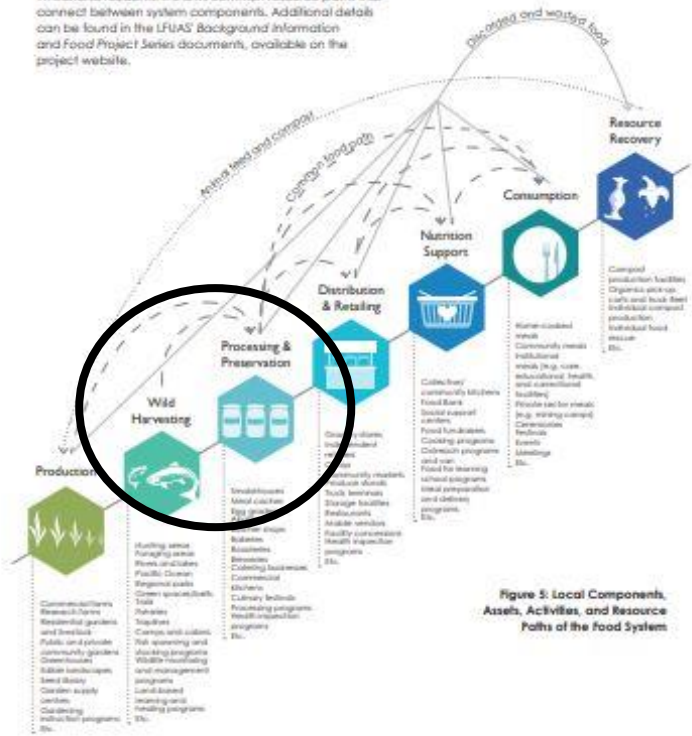 connect between system components. Additional details
can be found in the LFUAS' Background Information
and Food Project Series documents, available on the
project website.
Discarded and wasted food
Animal feed and compost
Common food path
Resource
Recovery
Consumption
Nutrition
Support
Distribution
& Retailing
Processing &
Preservation
Wild
Harvesting
Production
Compost
production facilities
Organics pick-up,
carts and truck fleet
Individual compost
production
Individual food
rescue
Etc.
Home-cooked
meals
Community meals
Institutional
meals (e.g. care,
educational, health,
and correctional
facilities)
Private sector meals
(e.g. mining camps)
Ceremonies
Festivals
Events
Meetings
Etc.
Collection/
community kitchens
Food Bank
Social support
centres
Food fundraisers
Cooking programs
Outreach programs
and van
Food for learning
school programs
Meal preparation
and delivery
programs
Etc.
Grocery stores
Independent
Community markets
Produce stands
Truck terminals
Storage facilities
Restaurants
Mobile vendors
Facility concessions
Health inspection
programs
Etc.
Smokehouses
Meat caches
Egg grading
Butcher shops
Bakeries
Roasteries
Breweries
Catering businesses
Commercial
kitchens
Culinary festivals
Processing programs
Health inspection
programs
Etc.
Hunting areas
Foraging areas
Rivers and lakes
Pacific Ocean
Regional parks
Green spaces/belts
Trails
Fisheries
Traplines
Camps and cabins
Fish spawning and
stocking programs
Wildlife monitoring
and management
programs
Land-based
learning and
healing programs
Etc.
Commercial farms
Research farms
Residential gardens
and livestock
Public and private
community gardens
Greenhouses
Edible landscapes
Seed library
Garden supply
centres
Gardening
instruction programs
Etc.
Figure 5: Local Components,
Assets, Activities, and Resource
Paths of the Food System